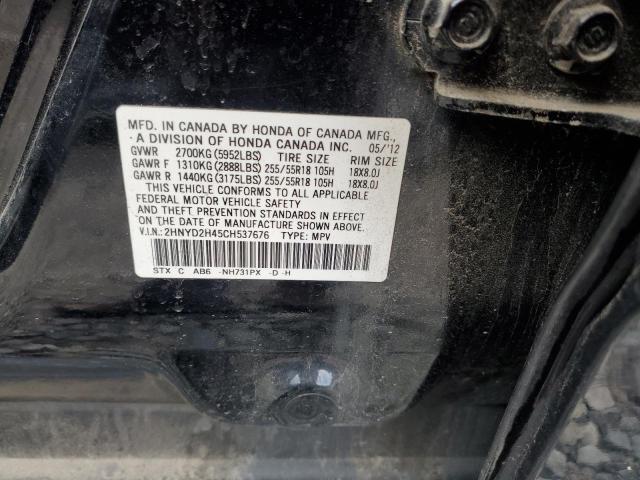 MFD. IN CANADA BY HONDA OF CANADA MFG.,
A DIVISION OF HONDA CANADA INC. 05/'12
GVWR 2700KG(5952LBS) TIRE SIZE RIM SIZE
GAWR F 1310KG(2888LBS) 255/55R18 105H 18X8.0J
GAWR R 1440KG(3175LBS) 255/55R18 105H 18X8.0J
THIS VEHICLE CONFORMS TO ALL APPLICABLE
FEDERAL MOTOR VEHICLE SAFETY
AND THEFT PREVENTION STANDARDS IN EFFECT
ON THE DATE OF MANUFACTURE SHOWN ABOVE.
V.I.N.: 2HNYD2H45CH537676 TYPE: MPV
STX C AB6 -NH731PX -D -H